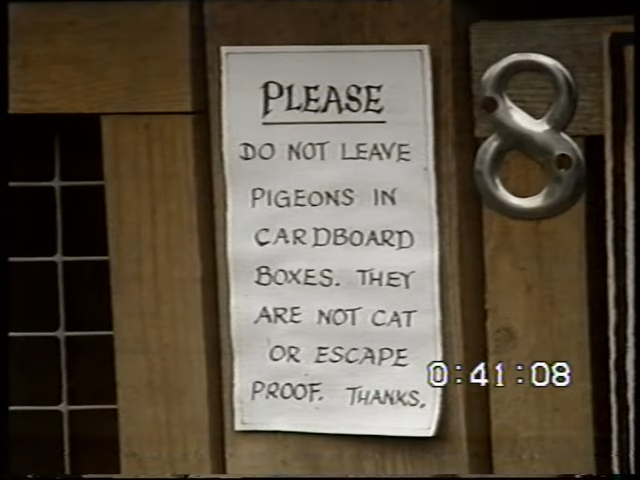 PLEASE
DO NOT LEAVE
PIGEONS IN
CARDBOARD
BOXES. THEY
ARE NOT CAT
OR ESCAPE
PROOF. THANKS.
8
0:41:08